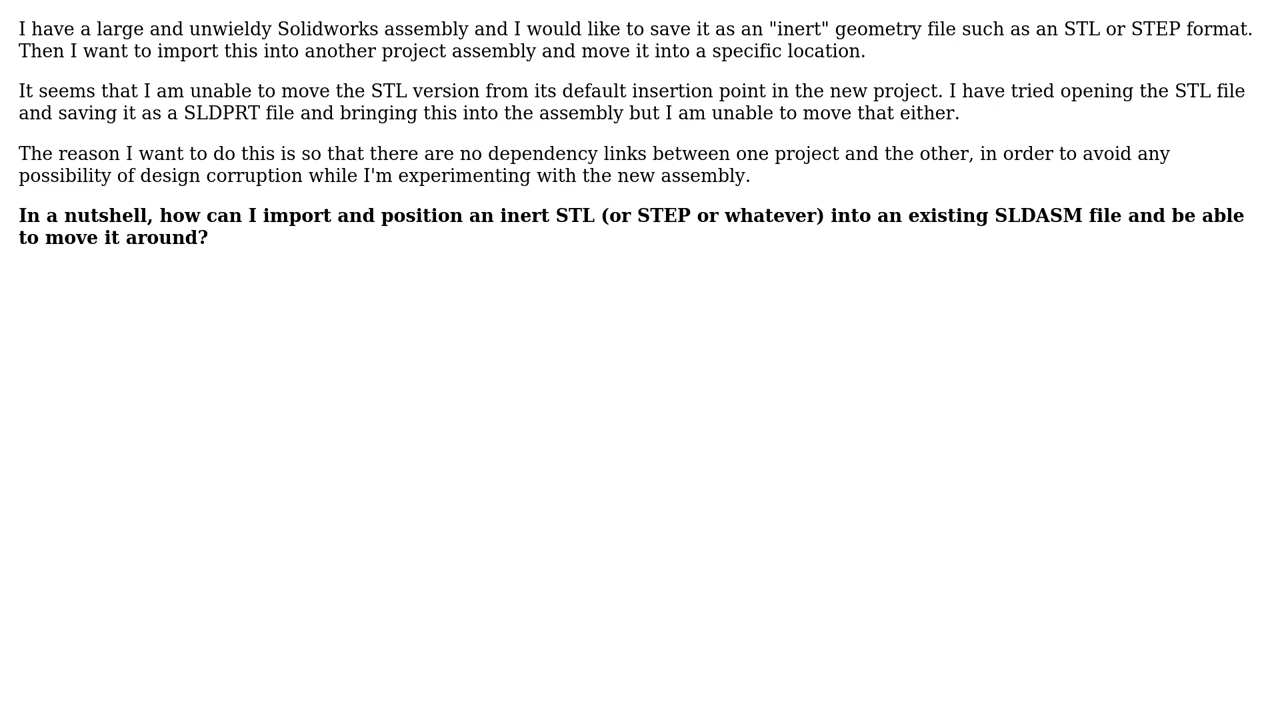 I have a large and unwieldy Solidworks assembly and I would like to save it as an "inert" geometry file such as an STL or STEP format.
Then I want to import this into another project assembly and move it into a specific location.
It seems that I am unable to move the STL version from its default insertion point in the new project. I have tried opening the STL file
and saving it as a SLDPRT file and bringing this into the assembly but I am unable to move that either.
The reason I want to do this is so that there are no dependency links between one project and the other, in order to avoid any
possibility of design corruption while I'm experimenting with the new assembly.
In a nutshell, how can I import and position an inert STL (or STEP or whatever) into an existing SLDASM file and be able
to move it around?